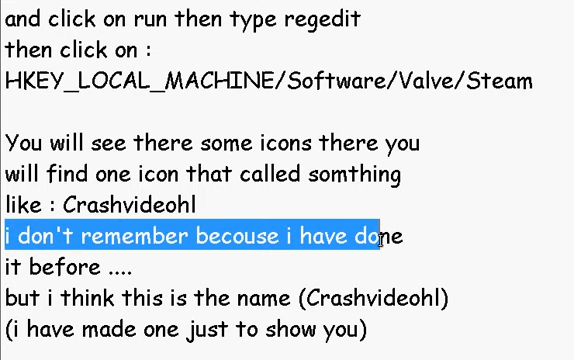 and click on run then type regedit
then click on :
HKEY_LOCAL_MACHINE/Software/Valve/Steam
You will see there some icons there you
will find one icon that called somthing
like : Crashvideohl
i don't remember becouse i have done
it before ....
but i think this is the name (Crashvideohl)
(i have made one just to show you)